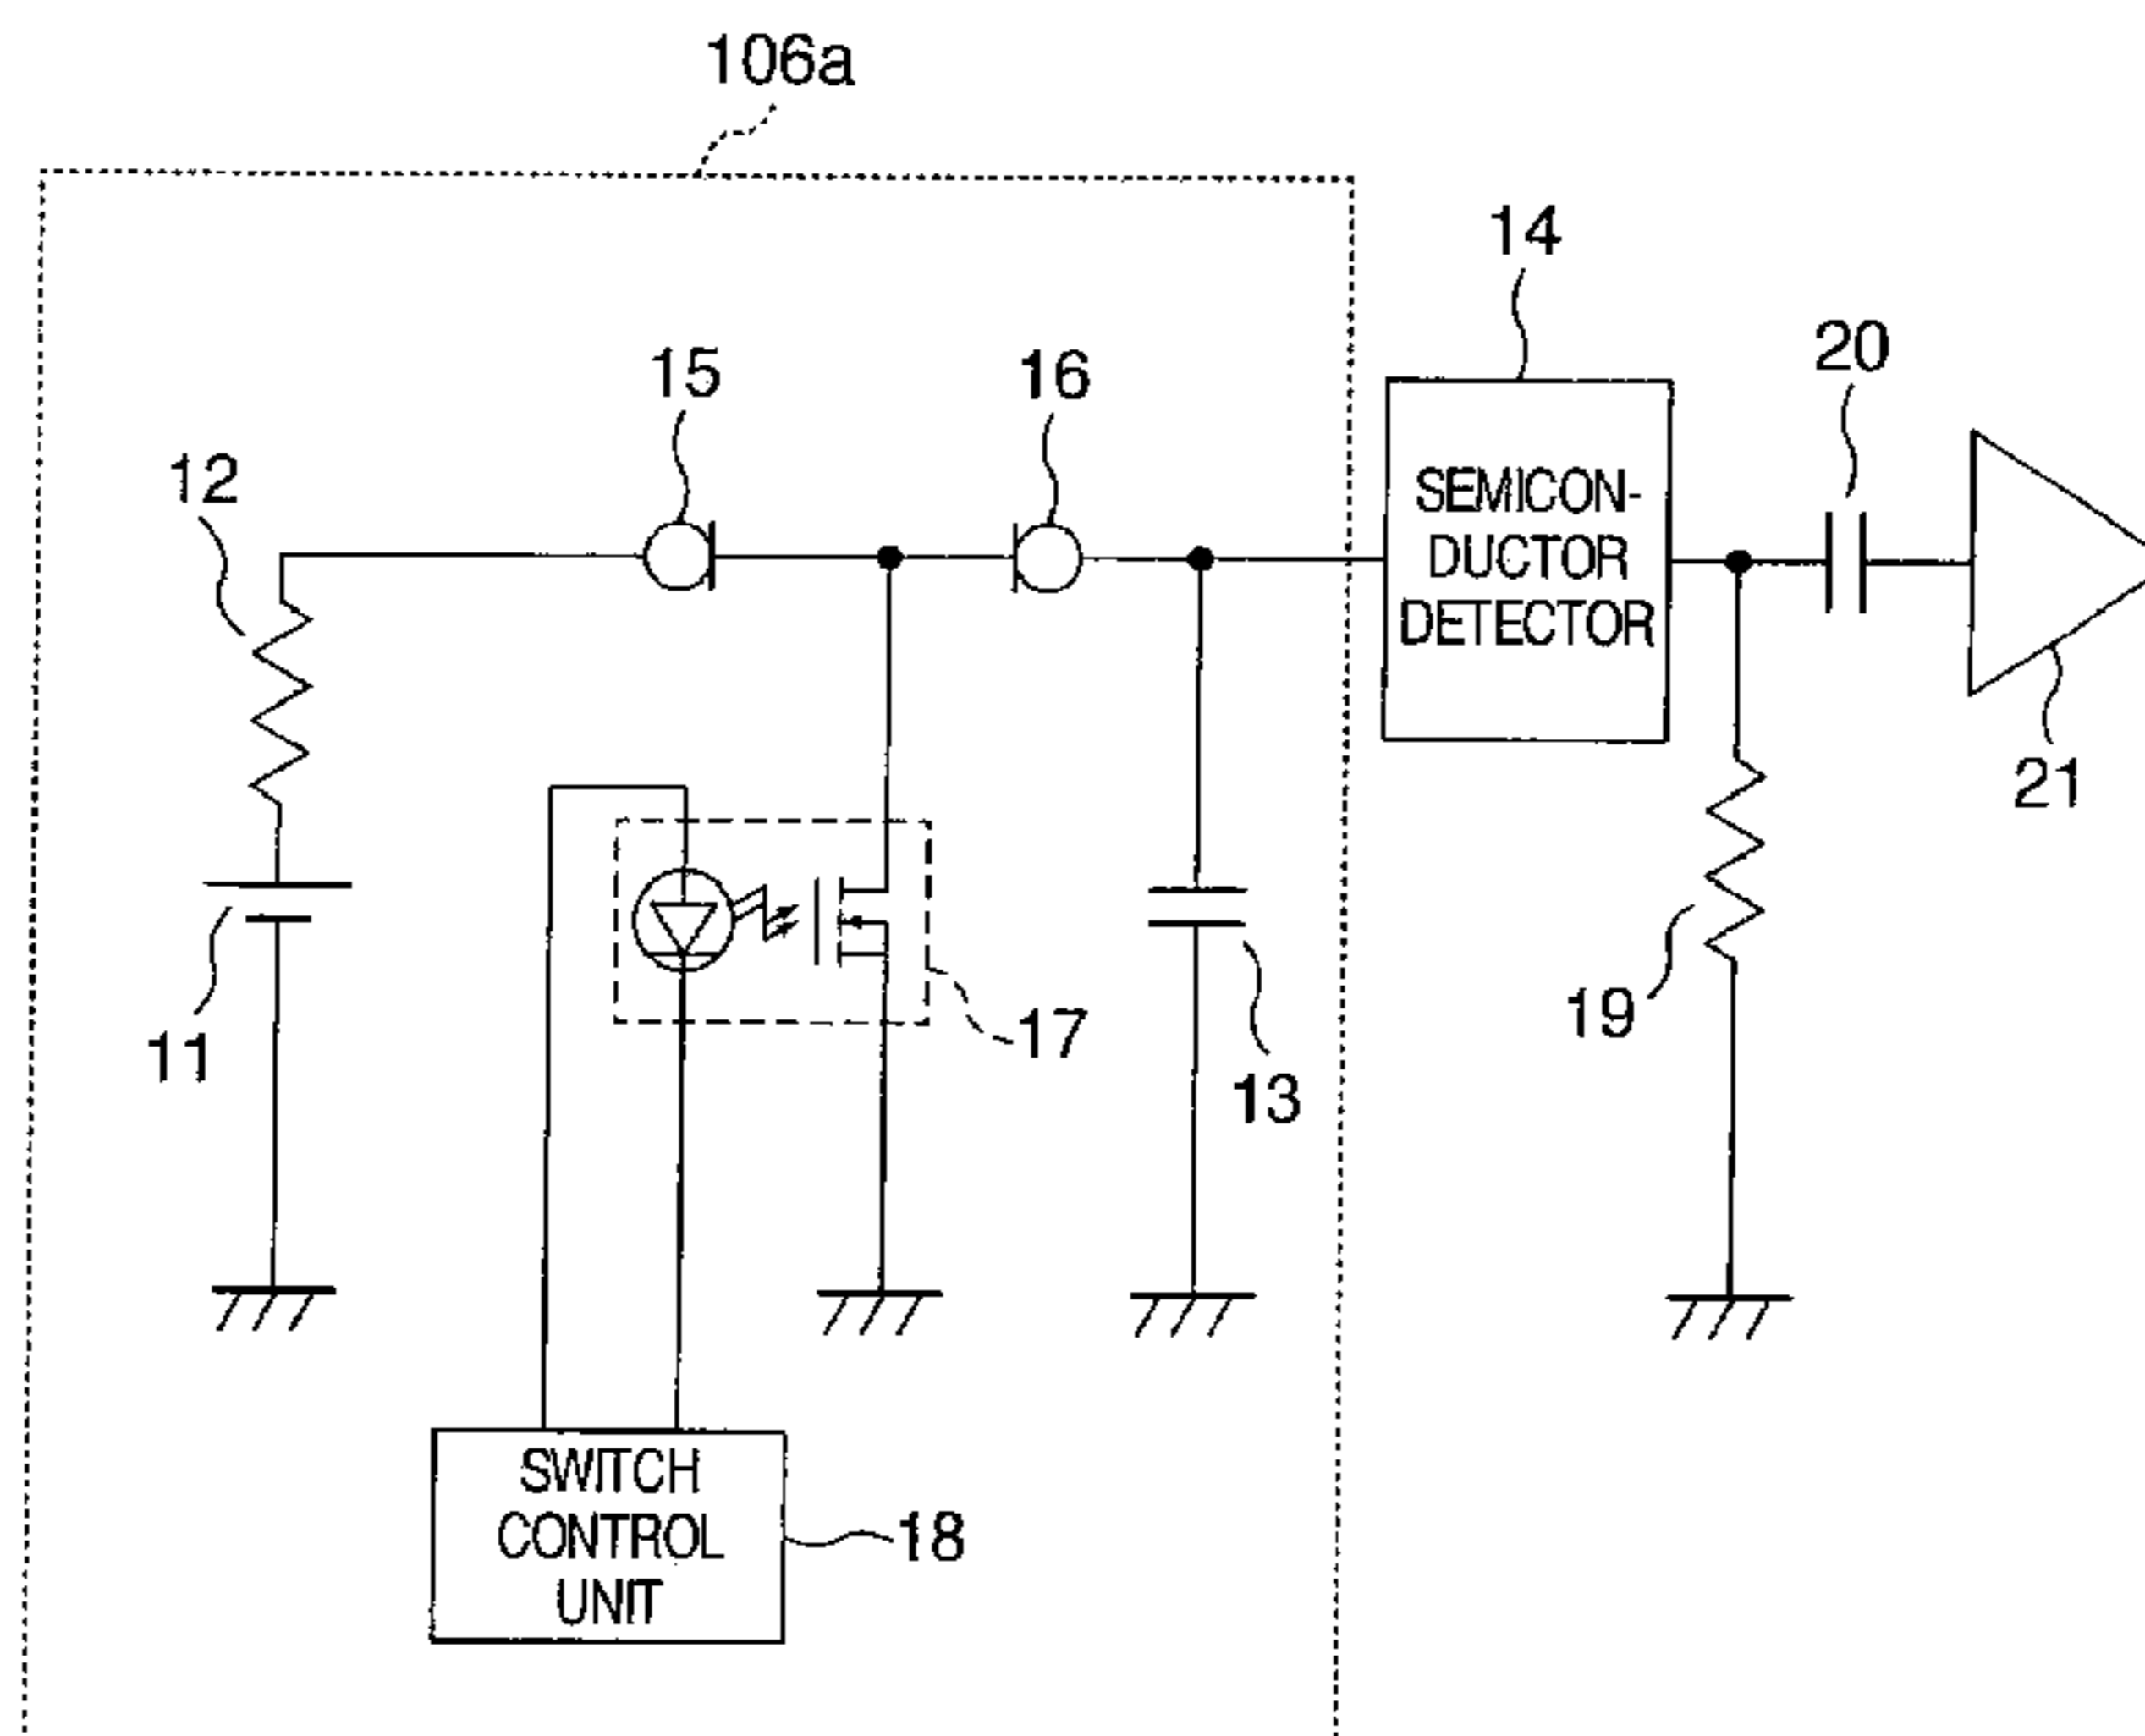 106a
14
20
15
16
12
SEMICON-
DUCTOR
DETECTOR
21
11
17
19
13
SWITCH
CONTROL
UNIT
18